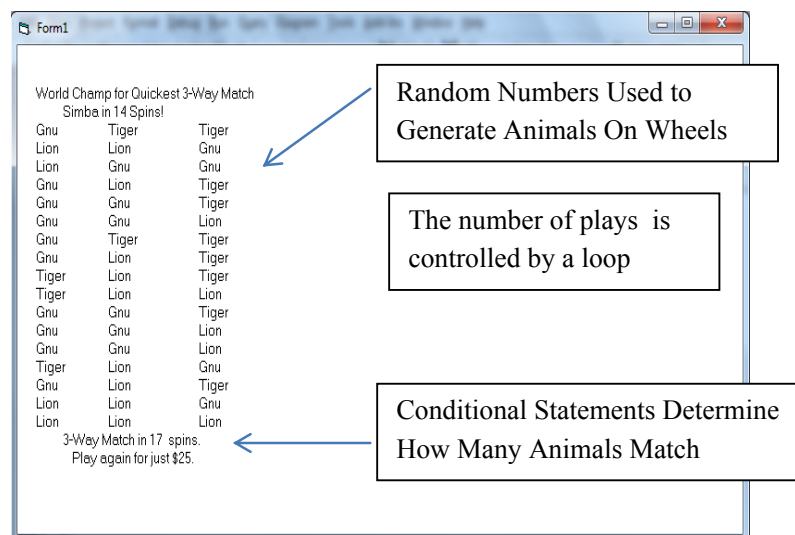 Form1
World Champ for Quickest 3-Way Match
Simba in 14 Spins!
Gnu Tiger Tiger
Lion Lion Gnu
Lion Gnu Gnu
Gnu Lion Tiger
Gnu Gnu Tiger
Gnu Gnu Lion
Gnu Tiger Tiger
Gnu Lion Tiger
Tiger Lion Tiger
Tiger Lion Lion
Gnu Gnu Tiger
Gnu Gnu Lion
Gnu Gnu Lion
Tiger Lion Gnu
Gnu Lion Tiger
Lion Lion Gnu
Lion Lion Lion
3-Way Match in 17 spins.
Play again for just $25.
Random Numbers Used to
Generate Animals On Wheels
The number of plays is
controlled by a loop
Conditional Statements Determine
How Many Animals Match